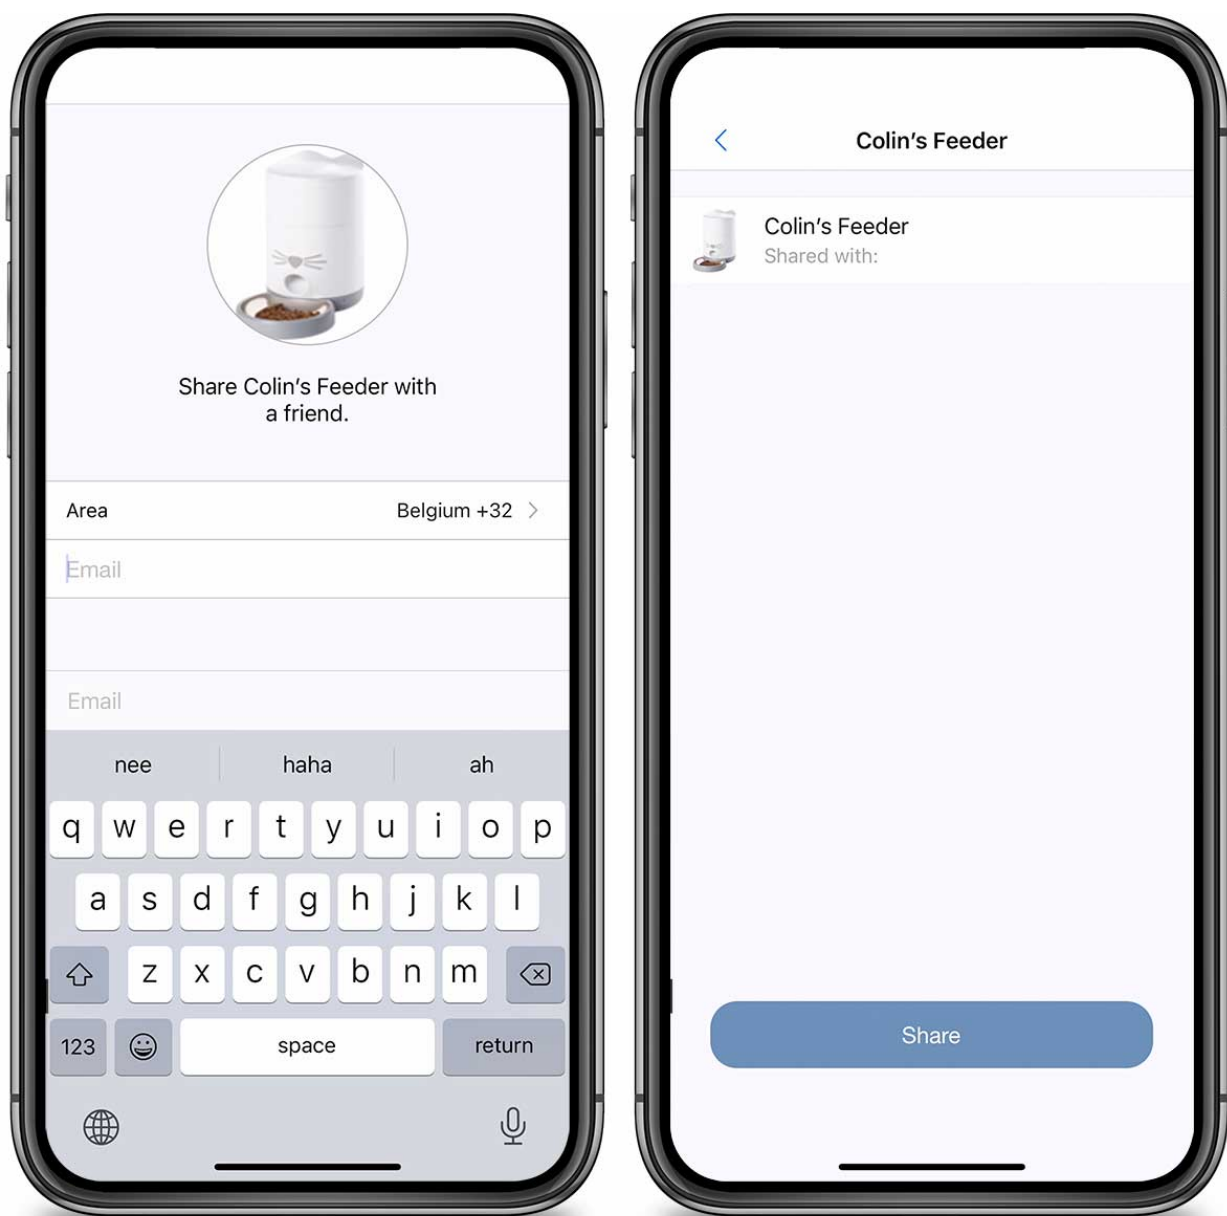 Share Colin's Feeder with
a friend.
Area Belgium +32
Email
Email
nee haha ah
q w e r t y u i o p
a s d f g h j k l
z x c v b n m
123 space return
Colin's Feeder
Colin's Feeder
Shared with:
Share